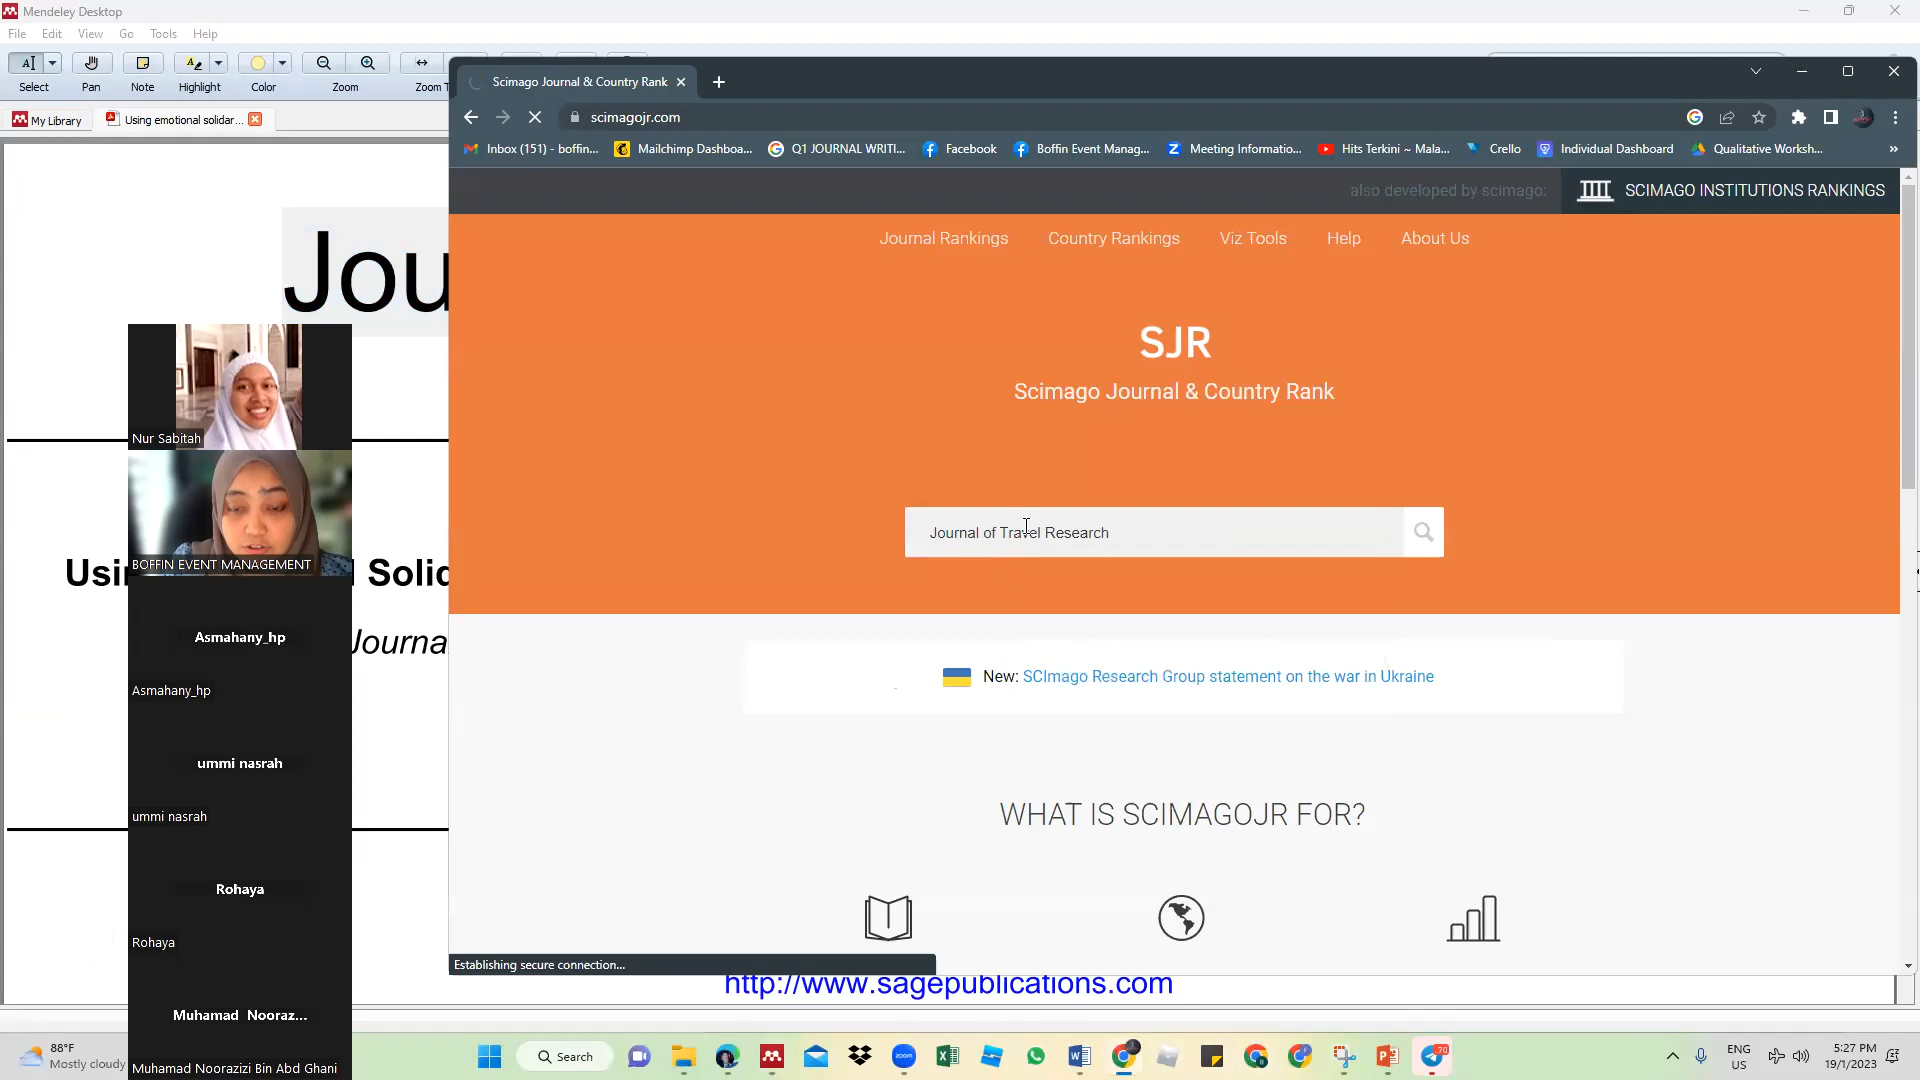 Mendeley Desktop
File Edit View Go Tools Help
Select Pan Note Highlight Color Zoom Zoom T
My Library Using emotional solidar...
Scimago Journal & Country Rank
scimagojr.com
Inbox (151) - boffin... Mailchimp Dashboa... Q1 JOURNAL WRITI... Facebook Boffin Event Manag... Meeting Informatio... Hits Terkini ~ Mala... Crello Individual Dashboard Qualitative Worksh... »
also developed by scimago: SCIMAGO INSTITUTIONS RANKINGS
Journal Rankings Country Rankings Viz Tools Help About Us
Jou
SJR
Scimago Journal & Country Rank
Nur Sabitah
Journal of Travel Research
BOFFIN EVENT MANAGEMENT
Usin Solid
Journa
Asmahany_hp
Asmahany_hp
New: SCImago Research Group statement on the war in Ukraine
ummi nasrah
ummi nasrah
WHAT IS SCIMAGOJR FOR?
Rohaya
Rohaya
Establishing secure connection...
http://www.sagepublications.com
Muhamad Nooraz...
Muhamad Noorazizi Bin Abd Ghani
88°F
Mostly cloudy
Search
zoom
70
ENG
US
5:27 PM
19/1/2023